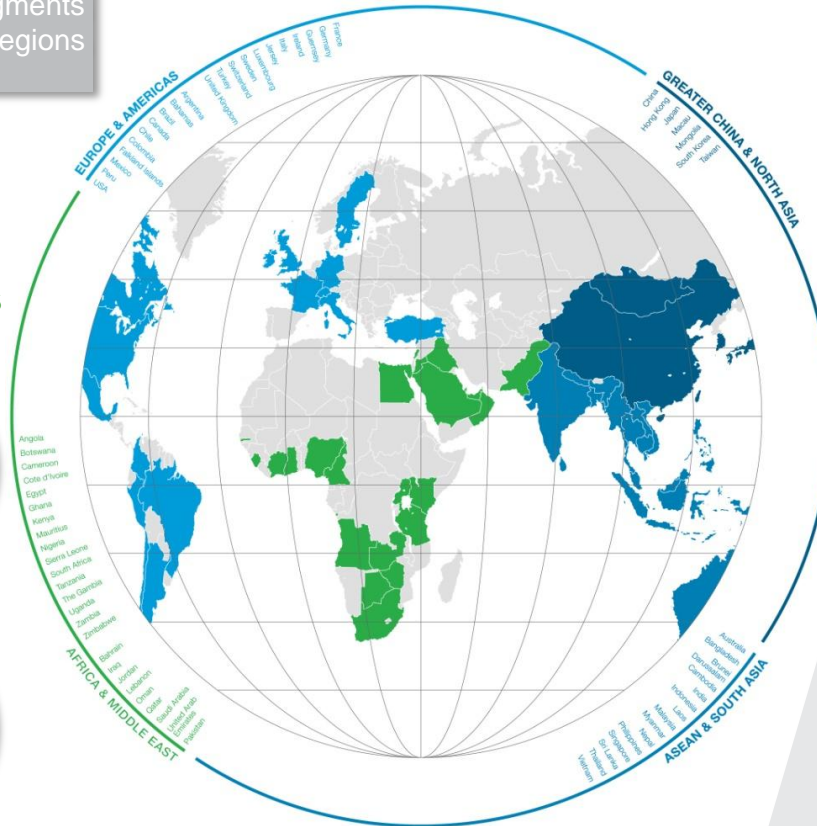 gments
egions
EUROPE & AMERICAS
Argentina
Bahamas
Brazil
Canada
Chile
Colombia
Falkland Islands
Mexico
Peru
USA
France
Germany
Guernsey
Ireland
Italy
Jersey
Luxembourg
Sweden
Switzerland
Turkey
United Kingdom
GREATER CHINA & NORTH ASIA
China
Hong Kong
Japan
Macau
Mongolia
South Korea
Taiwan
AFRICA & MIDDLE EAST
Angola
Botswana
Cameroon
Cote d'Ivoire
Egypt
Ghana
Kenya
Mauritius
Nigeria
Sierra Leone
South Africa
Tanzania
The Gambia
Uganda
Zambia
Zimbabwe
Bahrain
Iraq
Jordan
Lebanon
Oman
Qatar
Saudi Arabia
United Arab
Emirates
Pakistan
ASEAN & SOUTH ASIA
Australia
Bangladesh
Brunei
Darussalam
Cambodia
India
Indonesia
Laos
Malaysia
Myanmar
Nepal
Philippines
Singapore
Sri Lanka
Thailand
Vietnam